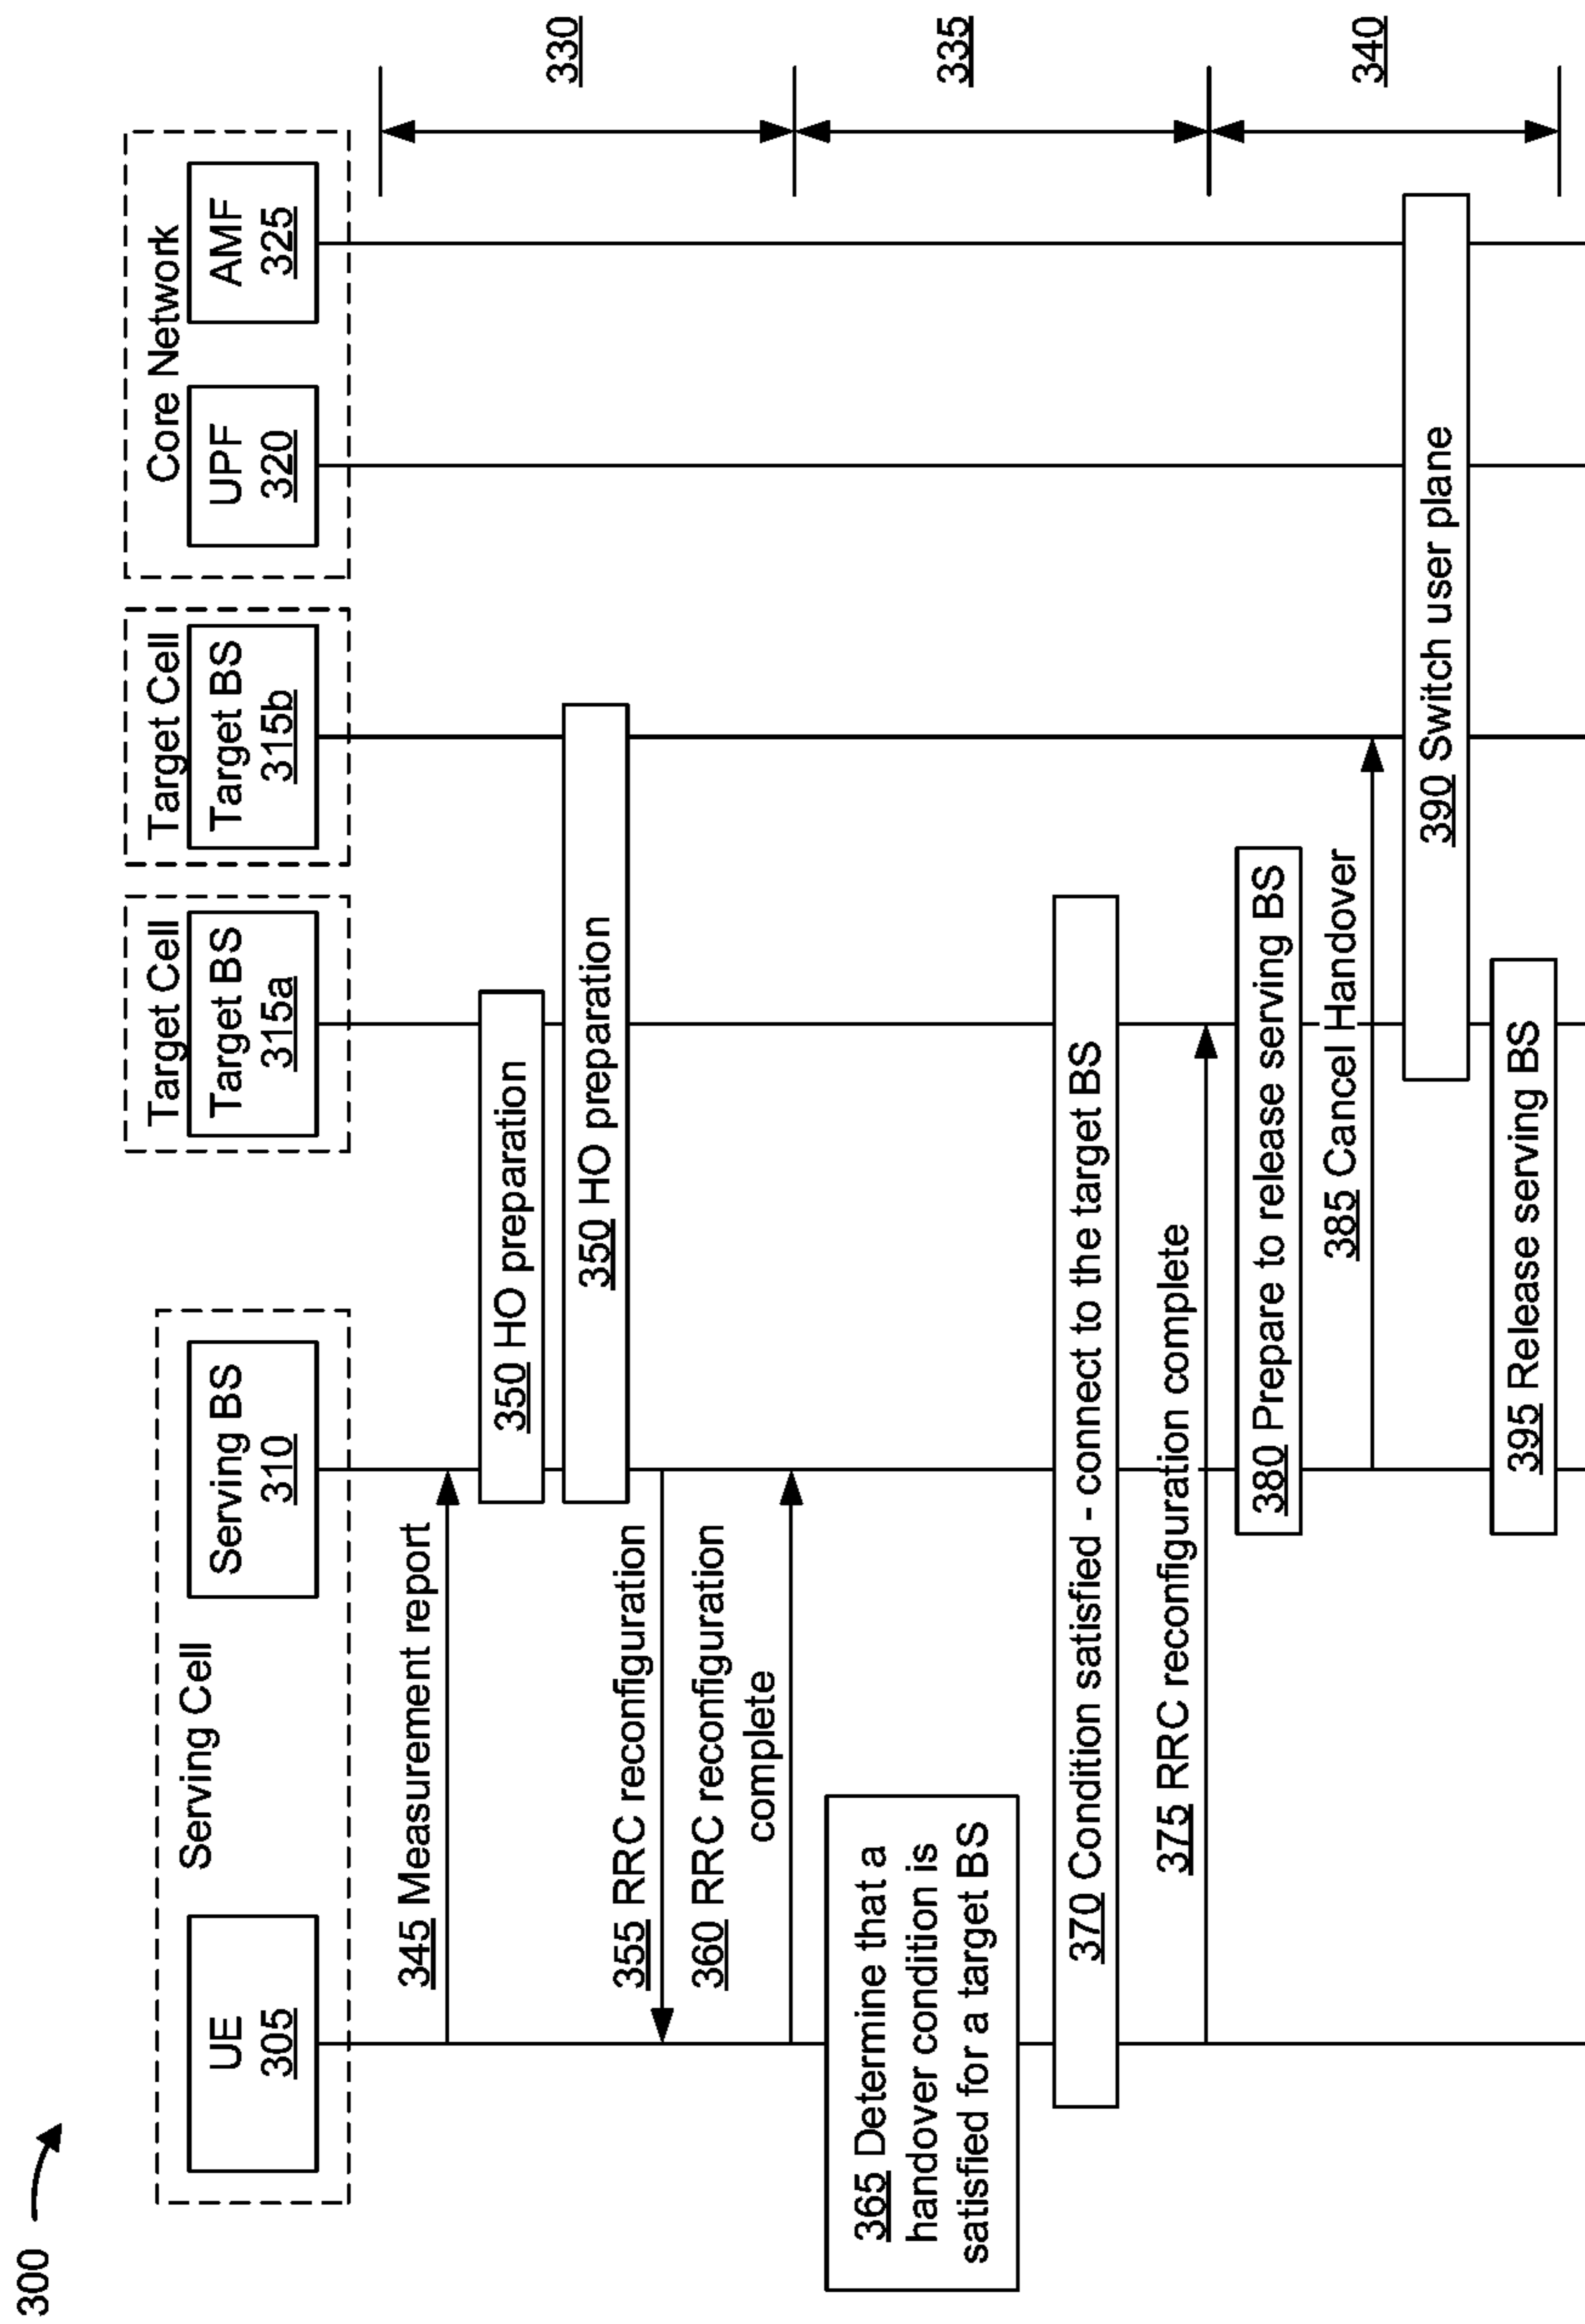 300
Serving Cell
Target Cell
Target Cell
Core Network
UE
305
Serving BS
310
Target BS
315a
Target BS
315b
UPF
320
AMF
325
330
345 Measurement report
350 HO preparation
350 HO preparation
355 RRC reconfiguration
360 RRC reconfiguration
complete
335
365 Determine that a
handover condition is
satisfied for a target BS
370 Condition satisfied - connect to the target BS
375 RRC reconfiguration complete
340
380 Prepare to release serving BS
385 Cancel Handover
390 Switch user plane
395 Release serving BS